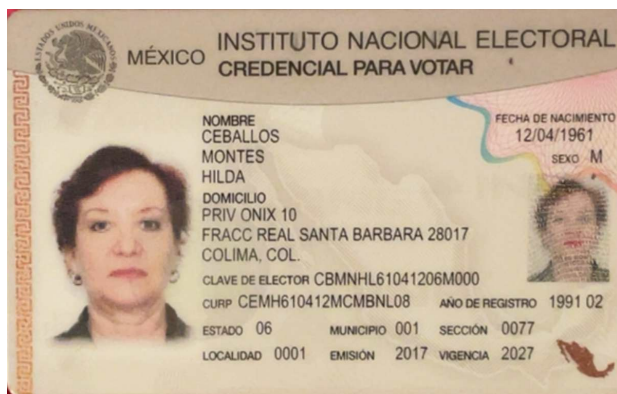 ESTADOS UNIDOS MEXICANOS
MÉXICO
INSTITUTO NACIONAL ELECTORAL
CREDENCIAL PARA VOTAR
NOMBRE
CEBALLOS
MONTES
HILDA
FECHA DE NACIMIENTO
12/04/1961
SEXO M
DOMICILIO
PRIV ONIX 10
FRACC REAL SANTA BARBARA 28017
COLIMA, COL.
CLAVE DE ELECTOR CBMNHL61041206M000
CURP CEMH610412MCMBNL08 AÑO DE REGISTRO 1991 02
ESTADO 06 MUNICIPIO 001 SECCIÓN 0077
LOCALIDAD 0001 EMISIÓN 2017 VIGENCIA 2027